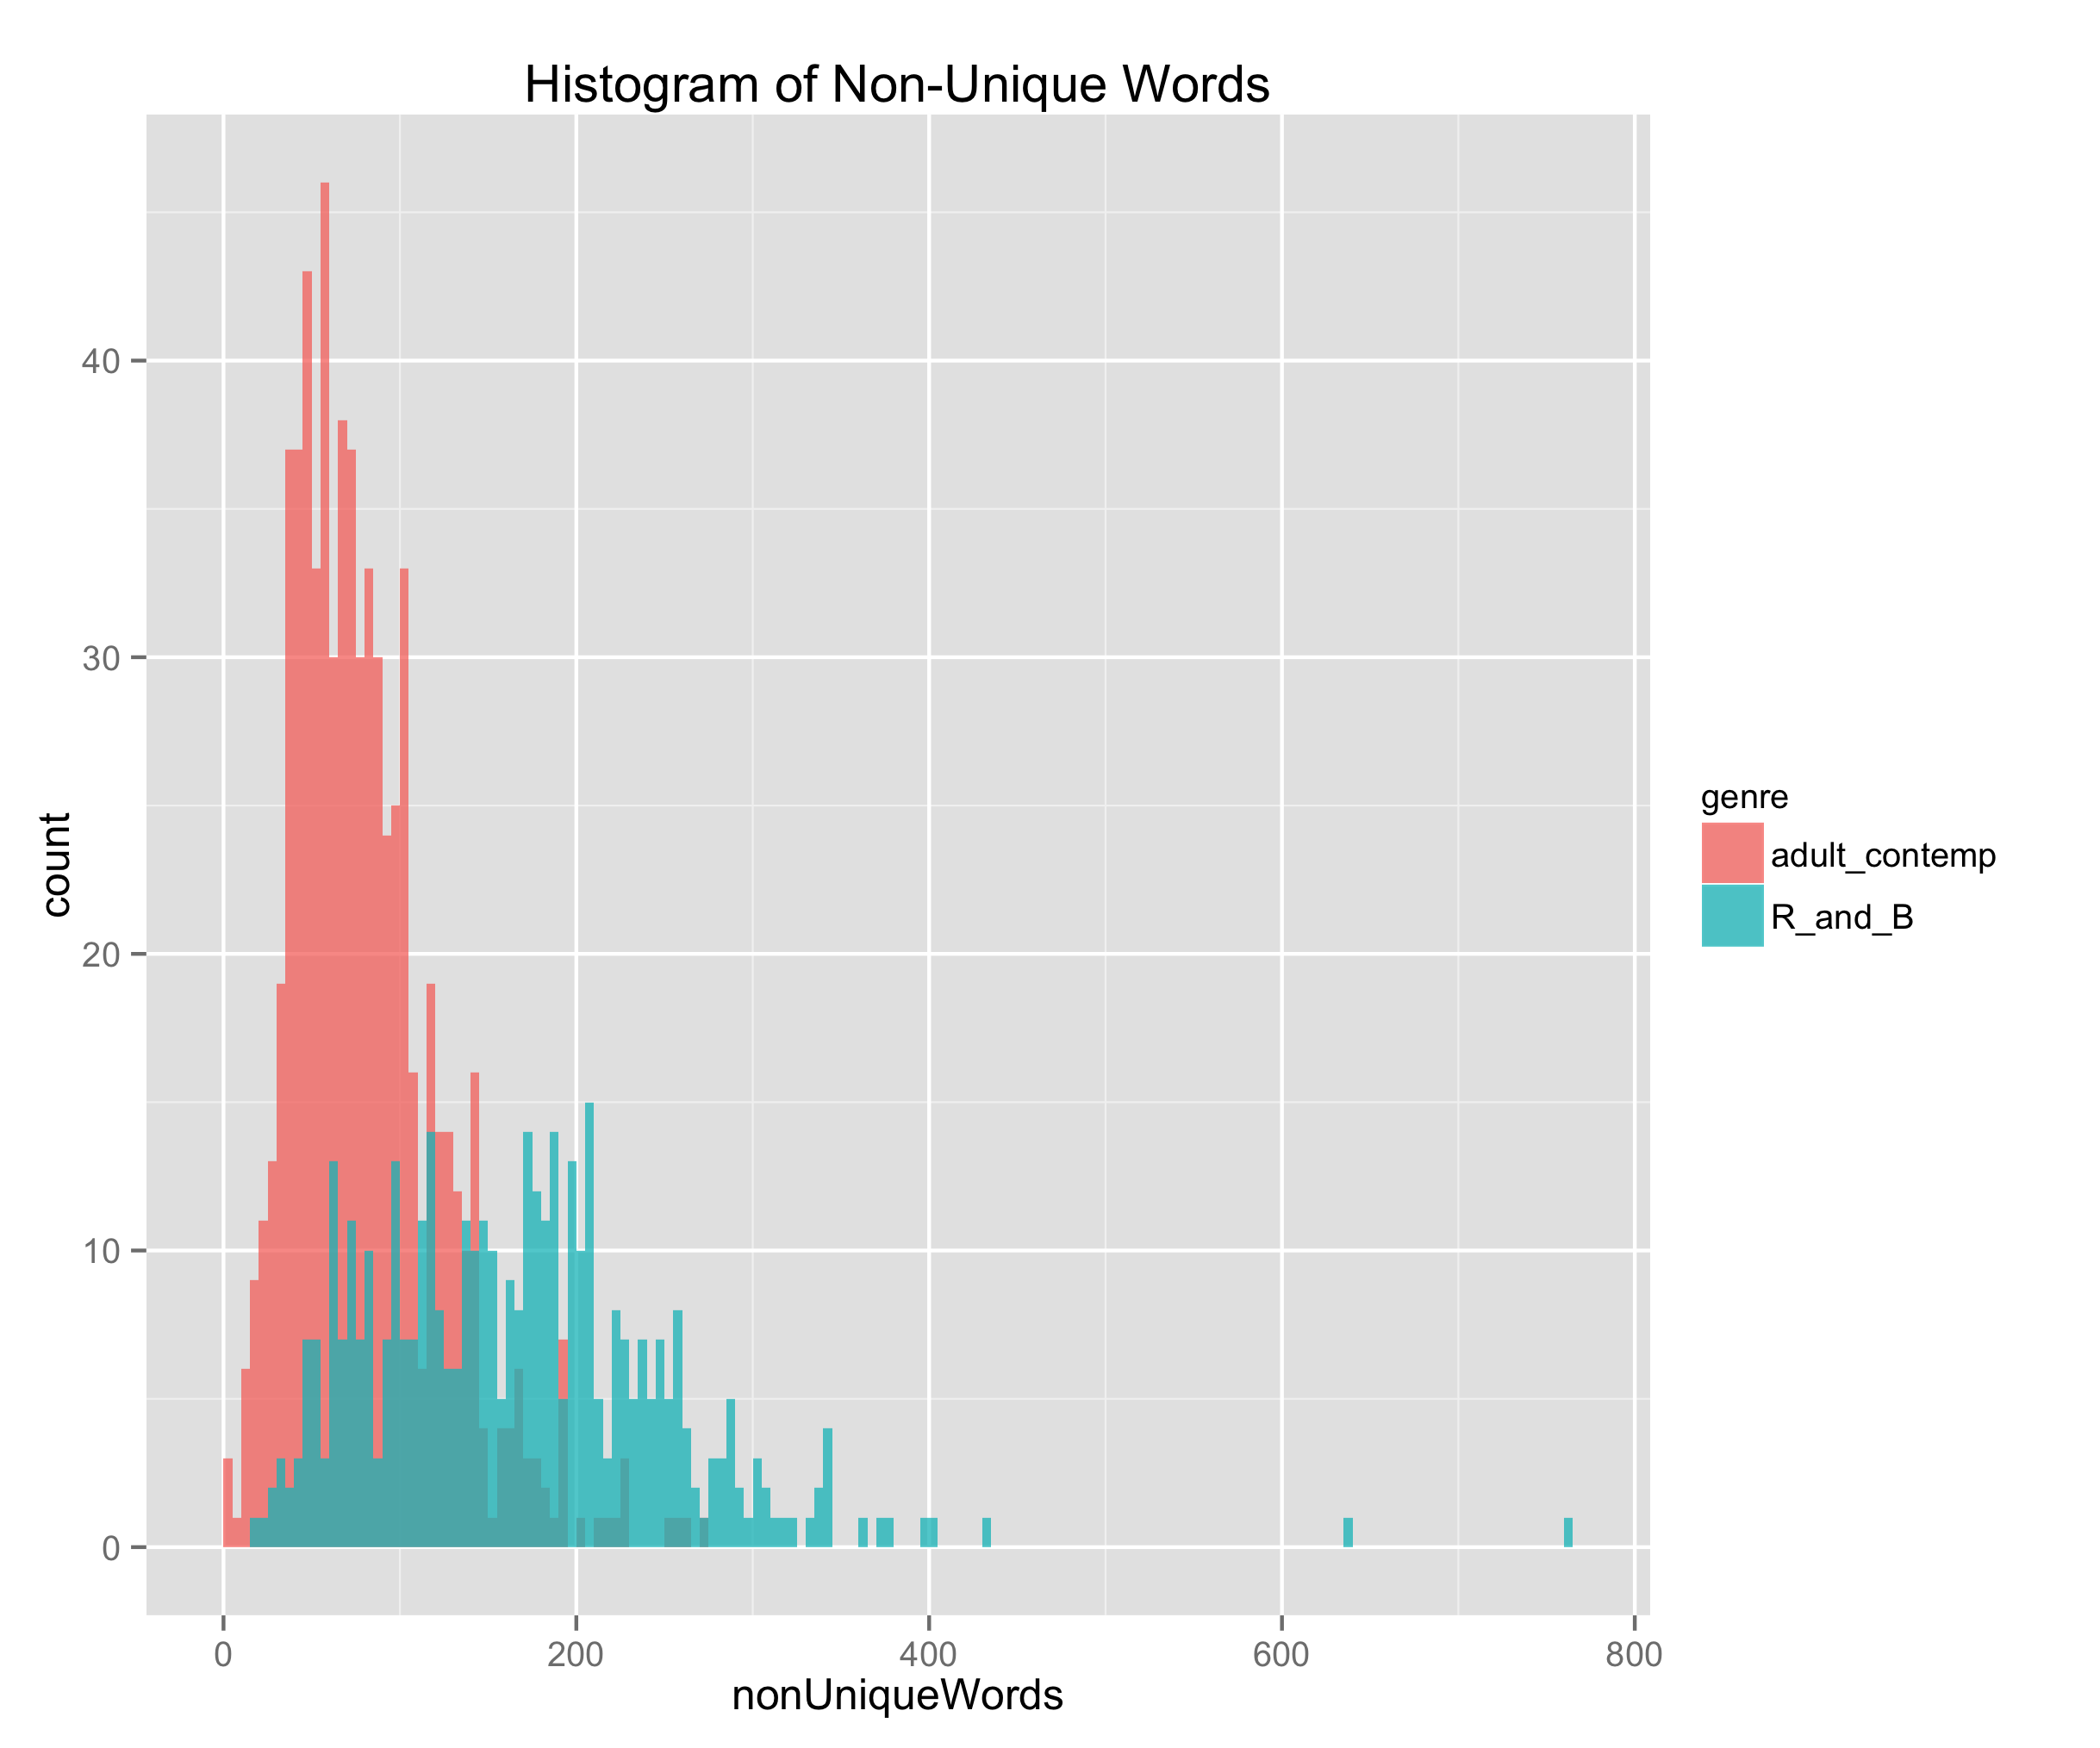 Histogram of Non-Unique Words
count
40
30
20
10
0
0 200 400 600 800
nonUniqueWords
genre
adult_contemp
R_and_B